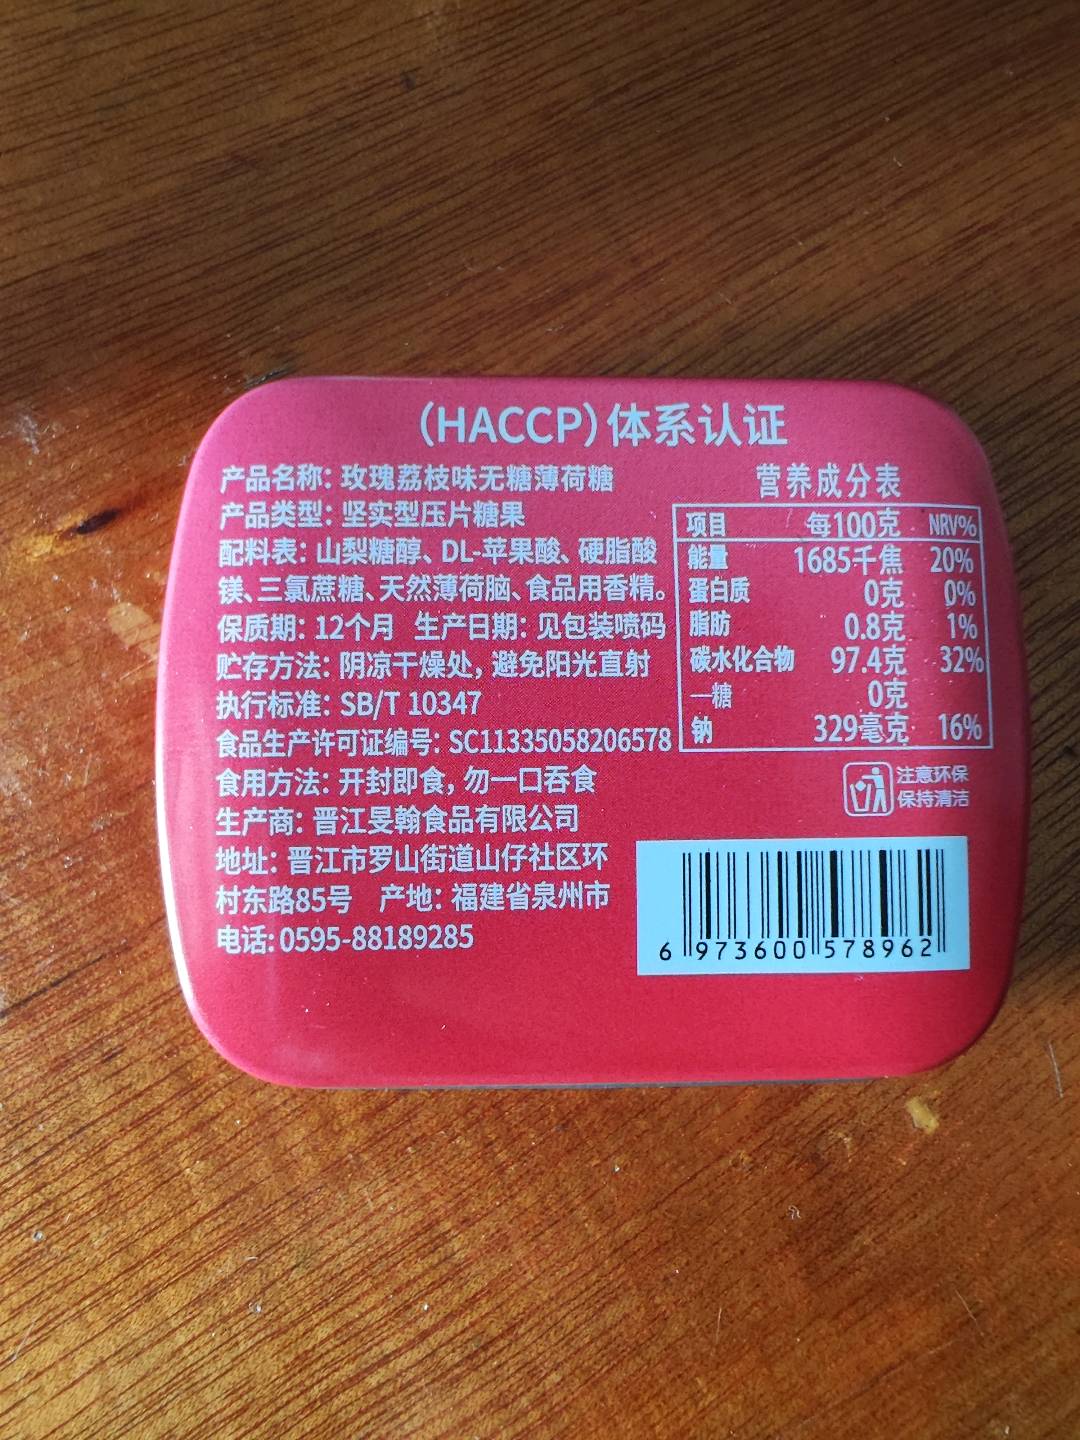 （HACCP）体系认证
产品名称：玫瑰荔枝味无糖薄荷糖
产品类型：坚实型压片糖果
配料表：山梨糖醇、DL-苹果酸、硬脂酸
镁、三氯蔗糖、天然薄荷脑、食品用香精。
保质期：12个月 生产日期：见包装喷码
贮存方法：阴凉干燥处，避免阳光直射
执行标准：SB/T 10347
食品生产许可证编号：SC11335058206578
食用方法：开封即食，勿一口吞食
生产商：晋江旻翰食品有限公司
地址：晋江市罗山街道山仔社区环
村东路85号 产地：福建省泉州市
电话：0595-88189285
营养成分表
项目 每100克 NRV%
能量 1685千焦 20%
蛋白质 0克 0%
脂肪 0.8克 1%
碳水化合物 97.4克 32%
—糖 0克
钠 329毫克 16%
注意环保
保持清洁
6 973600 578962